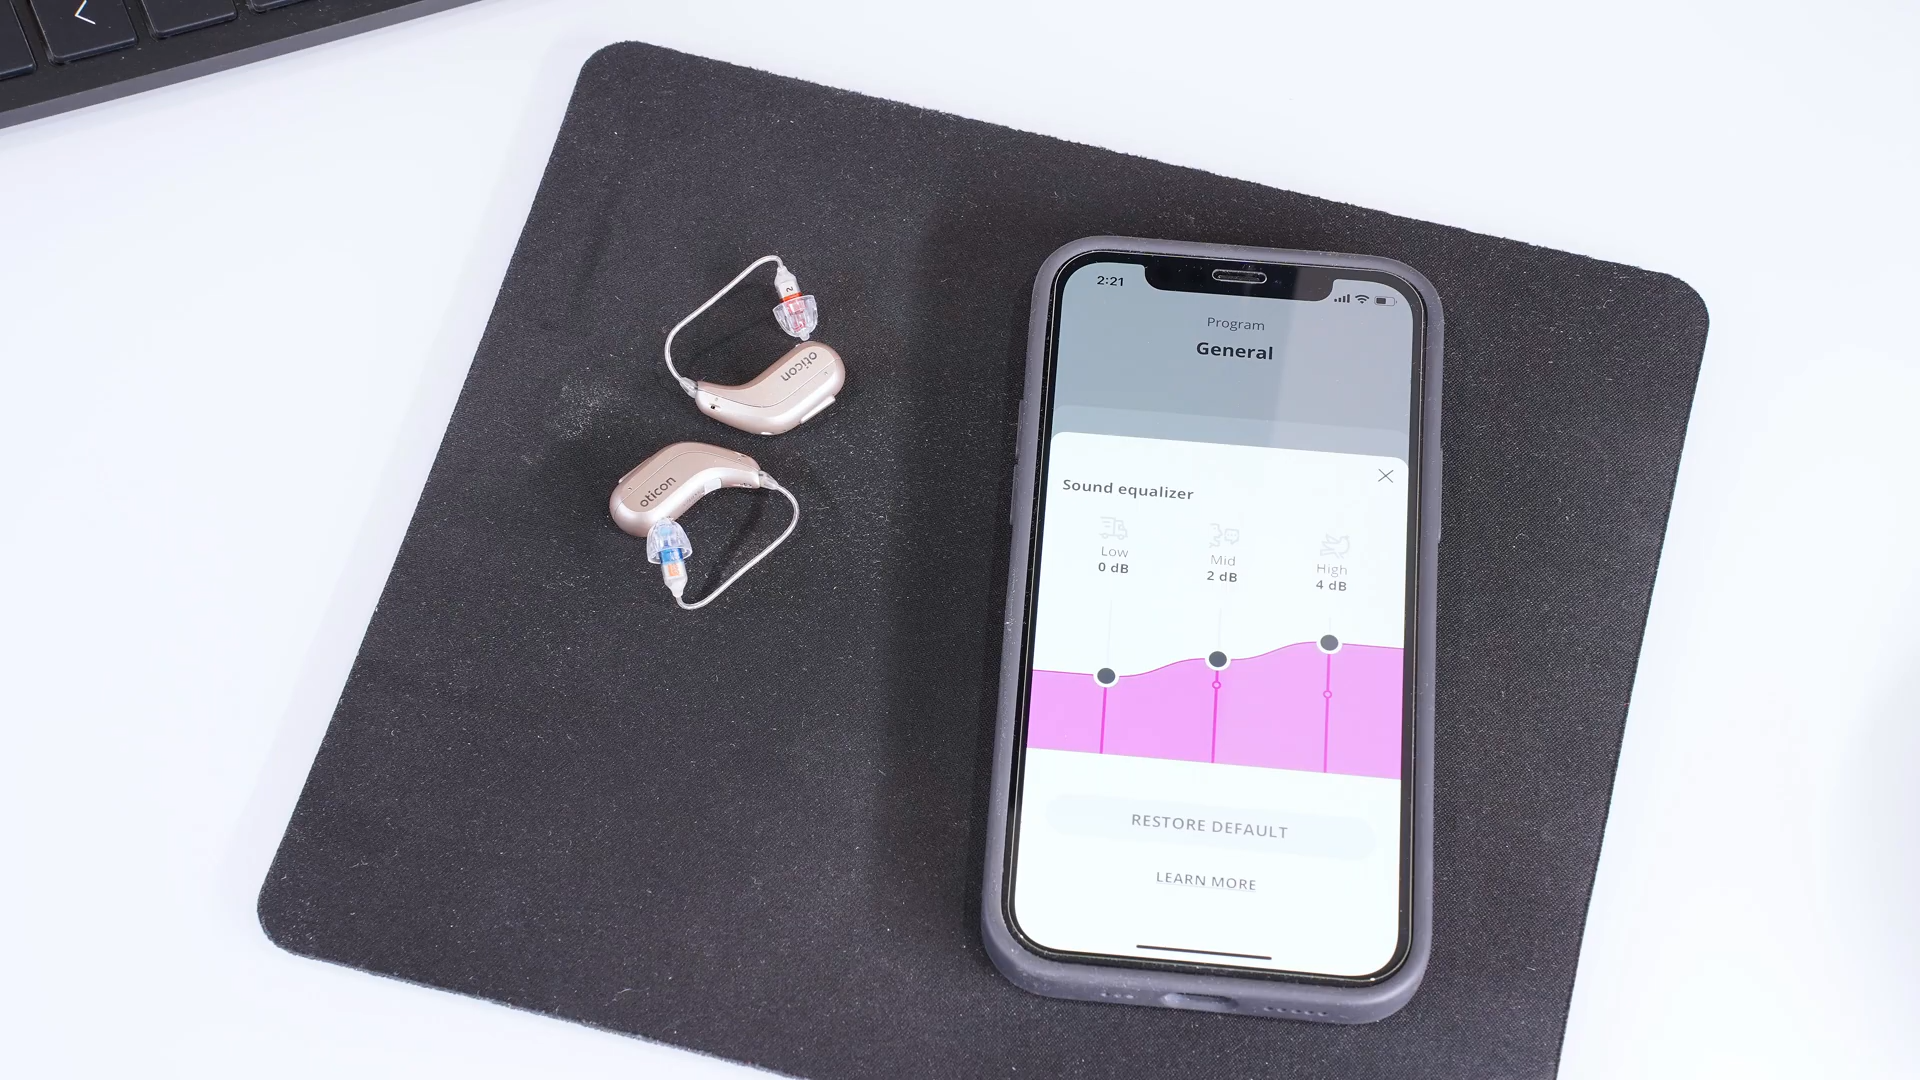 oticon
2
oticon
2:21
Program
General
Sound equalizer
Low
0 dB
Mid
2 dB
High
4 dB
RESTORE DEFAULT
LEARN MORE